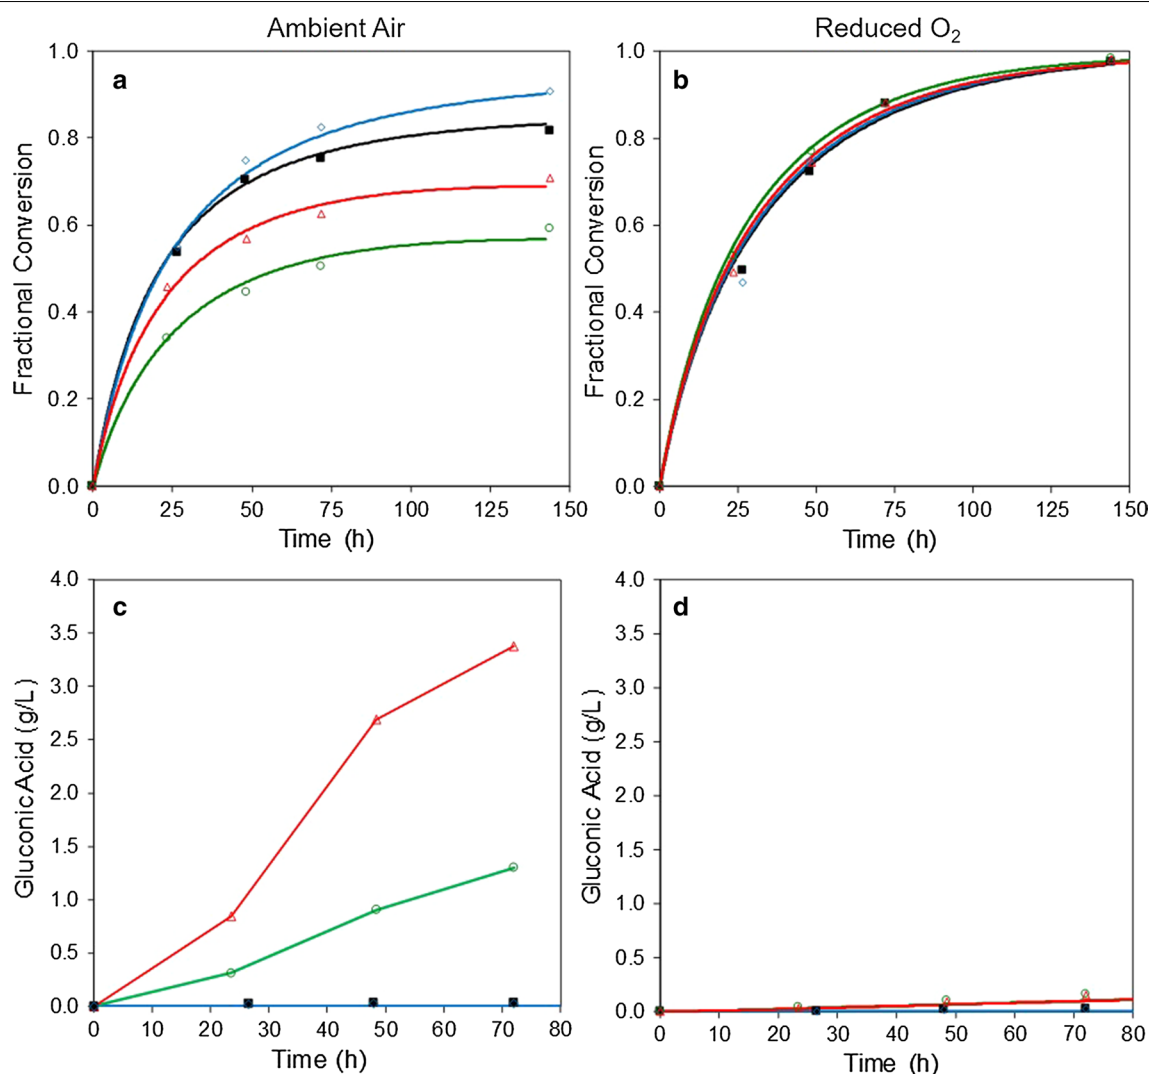 Ambient Air
Reduced O₂
a
1.0
0.8
0.6
0.4
0.2
0.0
Fractional Conversion
0 25 50 75 100 125 150
Time (h)
b
1.0
0.8
0.6
0.4
0.2
0.0
Fractional Conversion
0 25 50 75 100 125 150
Time (h)
c
4.0
3.5
3.0
2.5
2.0
1.5
1.0
0.5
0.0
Gluconic Acid (g/L)
0 10 20 30 40 50 60 70 80
Time (h)
d
4.0
3.5
3.0
2.5
2.0
1.5
1.0
0.5
0.0
Gluconic Acid (g/L)
0 10 20 30 40 50 60 70 80
Time (h)